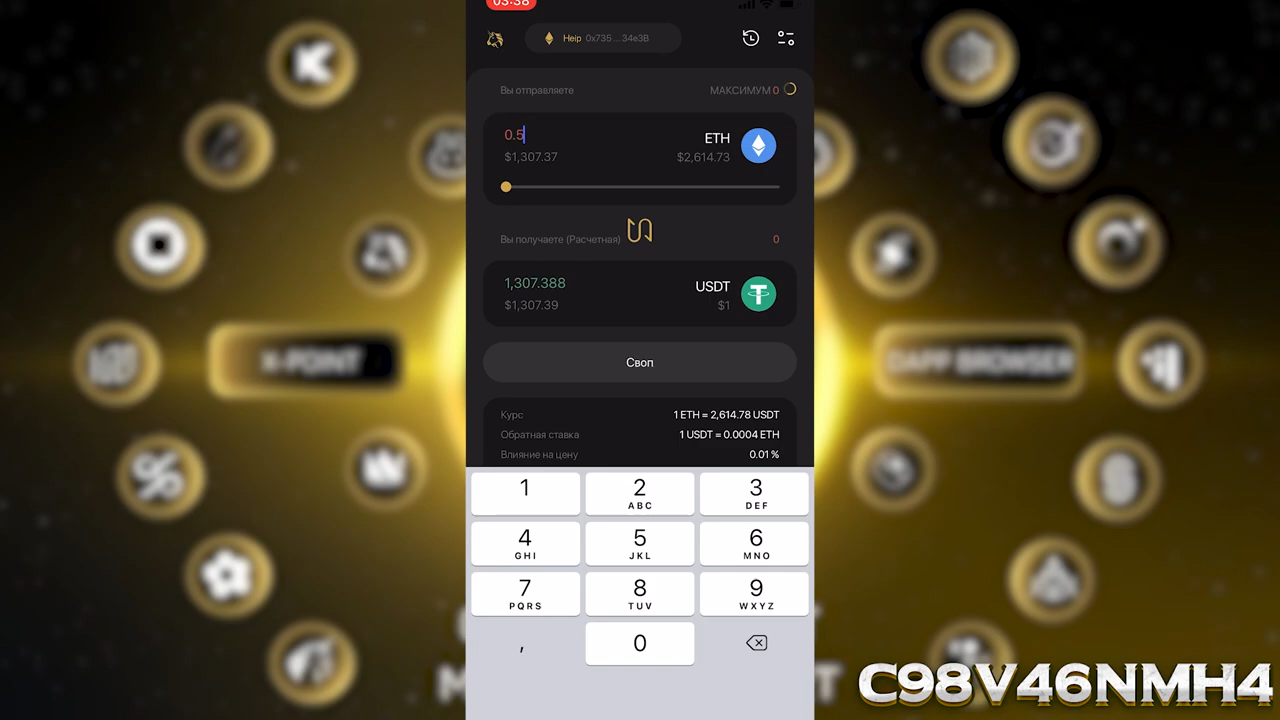 03:38
Heip 0x735...34e3B
Вы отправляете
МАКСИМУМ 0
0.5
ETH
$1,307.37
$2,614.73
Вы получаете (Расчетная)
0
1,307.388
USDT
$1,307.39
$1
Своп
Курс
1 ETH = 2,614.78 USDT
Обратная ставка
1 USDT = 0.0004 ETH
Влияние на цену
0.01 %
X-POINT
DAPP BROWSER
1
2
ABC
3
DEF
4
GHI
5
JKL
6
MNO
7
PQRS
8
TUV
9
WXYZ
,
0
C98V46NMH4